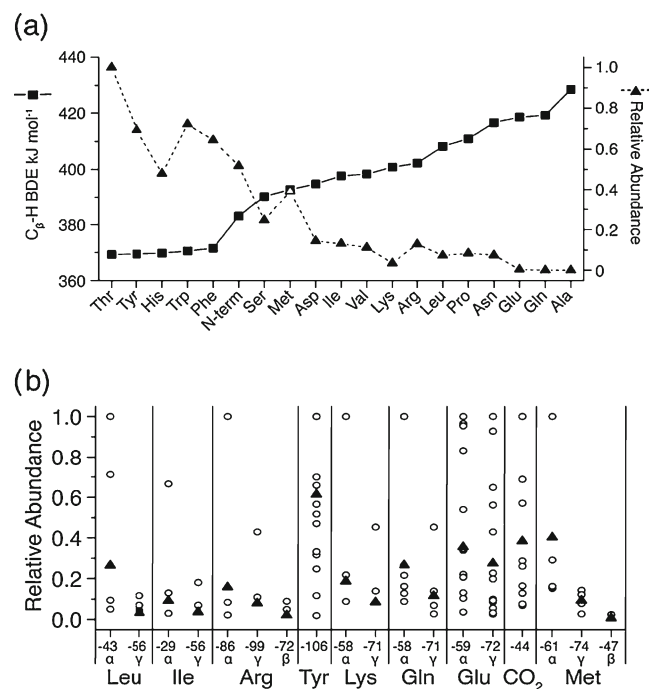 (a)
440
420
400
380
360
Cβ-H BDE kJ mol⁻¹
1.0
0.8
0.6
0.4
0.2
0
Relative Abundance
Thr Tyr His Trp Phe N-term Ser Met Asp Ile Val Lys Arg Leu Pro Asn Glu Gln Ala
(b)
1.0
0.8
0.6
0.4
0.2
0.0
Relative Abundance
-43 -56 -29 -56 -86 -99 -72 -106 -58 -71 -58 -71 -59 -72 -44 -61 -74 -47
α γ α γ α γ β α γ α γ α γ α γ β
Leu Ile Arg Tyr Lys Gln Glu CO₂ Met